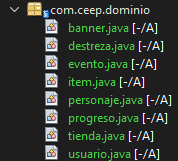 com.ceep.dominio
banner.java [-/A]
destreza.java [-/A]
evento.java [-/A]
item.java [-/A]
personaje.java [-/A]
progreso.java [-/A]
tienda.java [-/A]
usuario.java [-/A]